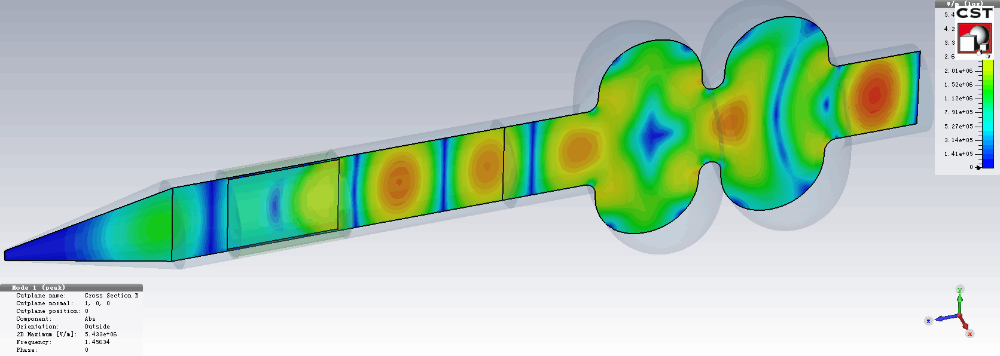 V/m (log)
CST
5.4
4.2
3.3
2.6
2.01e+06
1.52e+06
1.12e+06
7.91e+05
5.27e+05
3.14e+05
1.41e+05
0
Mode 1 (peak)
Cutplane name: Cross Section B
Cutplane normal: 1, 0, 0
Cutplane position: 0
Component: Abs
Orientation: Outside
2D Maximum [V/m]: 5.433e+06
Frequency: 1.45634
Phase: 0
y
z
x